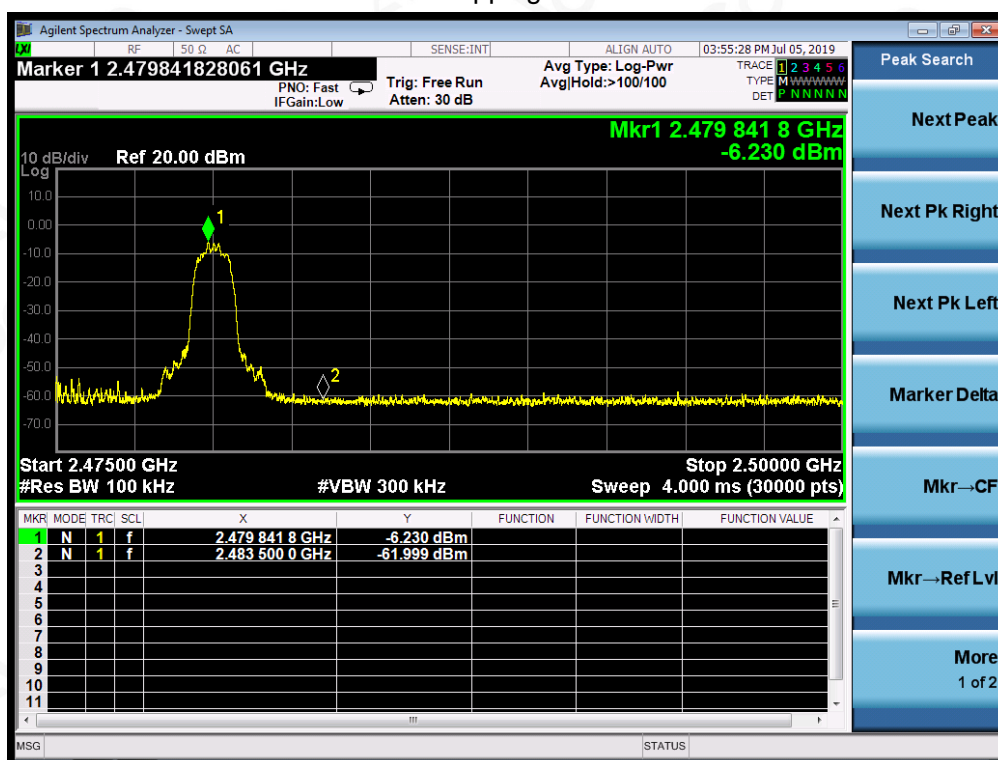 pping
Agilent Spectrum Analyzer - Swept SA
LXI RF 50 Ω AC SENSE:INT ALIGN AUTO 03:55:28 PM Jul 05, 2019
Marker 1 2.479841828061 GHz
PNO: Fast
IFGain:Low
Trig: Free Run
Atten: 30 dB
Avg Type: Log-Pwr
Avg|Hold:>100/100
TRACE 1 2 3 4 5 6
TYPE M WWWWW
DET P N N N N N
Mkr1 2.479 841 8 GHz
-6.230 dBm
10 dB/div Ref 20.00 dBm
Log
10.0
0.00
-10.0
-20.0
-30.0
-40.0
-50.0
-60.0
-70.0
1
2
Start 2.47500 GHz Stop 2.50000 GHz
#Res BW 100 kHz #VBW 300 kHz Sweep 4.000 ms (30000 pts)
MKR MODE TRC SCL X Y FUNCTION FUNCTION WIDTH FUNCTION VALUE
1 N 1 f 2.479 841 8 GHz -6.230 dBm
2 N 1 f 2.483 500 0 GHz -61.999 dBm
3
4
5
6
7
8
9
10
11
MSG STATUS
Peak Search
Next Peak
Next Pk Right
Next Pk Left
Marker Delta
Mkr→CF
Mkr→Ref Lvl
More
1 of 2